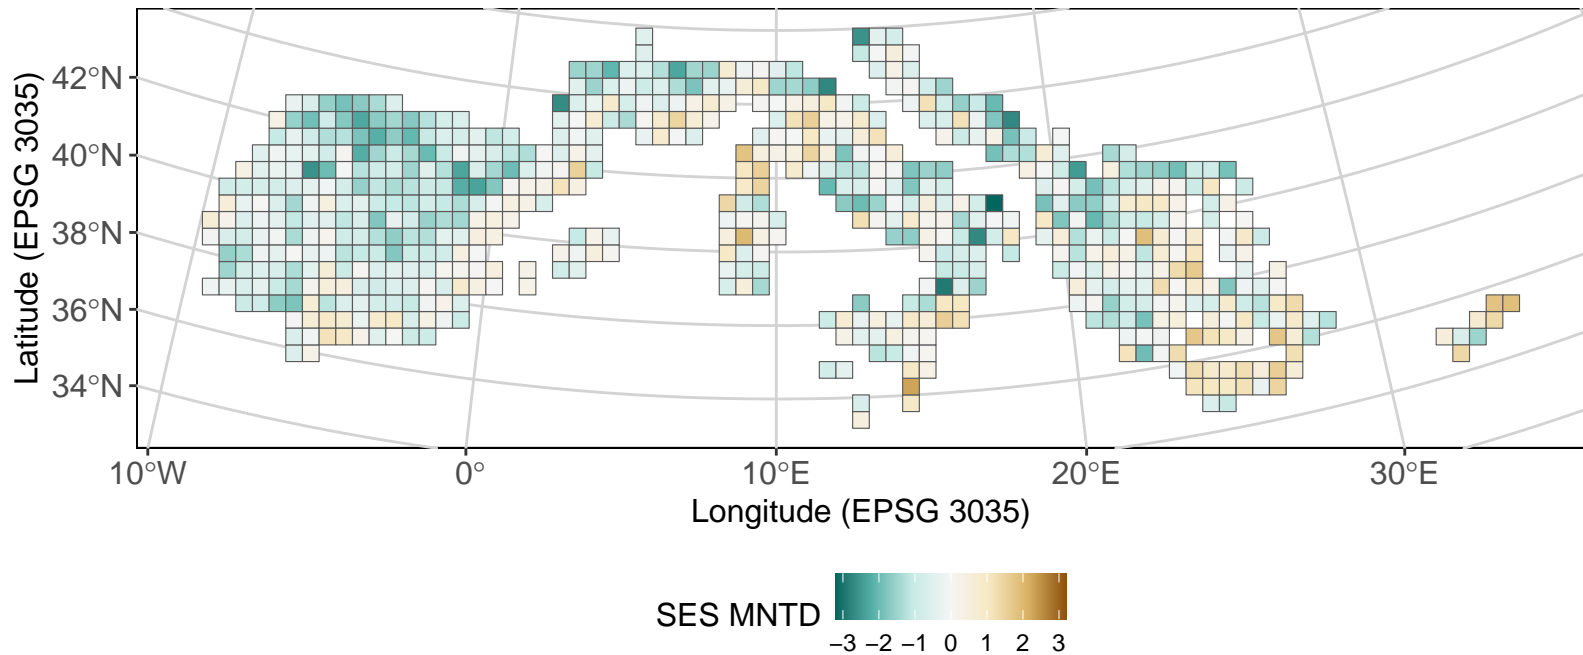 Latitude (EPSG 3035)
42°N
40°N
38°N
36°N
34°N
10°W 0° 10°E 20°E 30°E
Longitude (EPSG 3035)
SES MNTD
−3 −2 −1 0 1 2 3